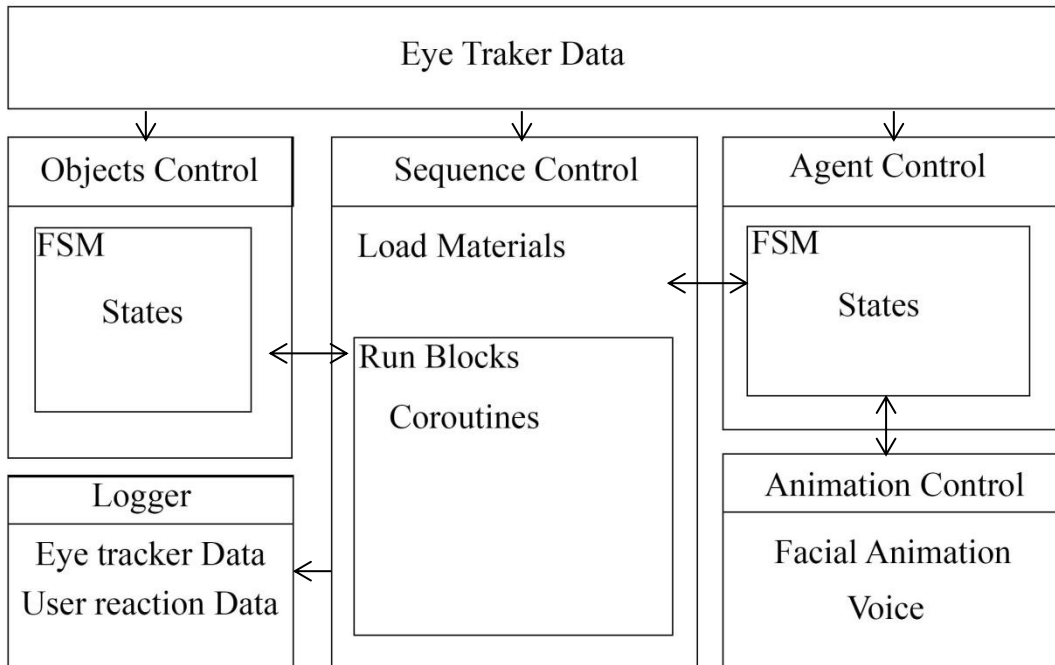 Eye Traker Data
Objects Control
FSM
States
Sequence Control
Load Materials
Run Blocks
Coroutines
Agent Control
FSM
States
Logger
Eye tracker Data
User reaction Data
Animation Control
Facial Animation
Voice